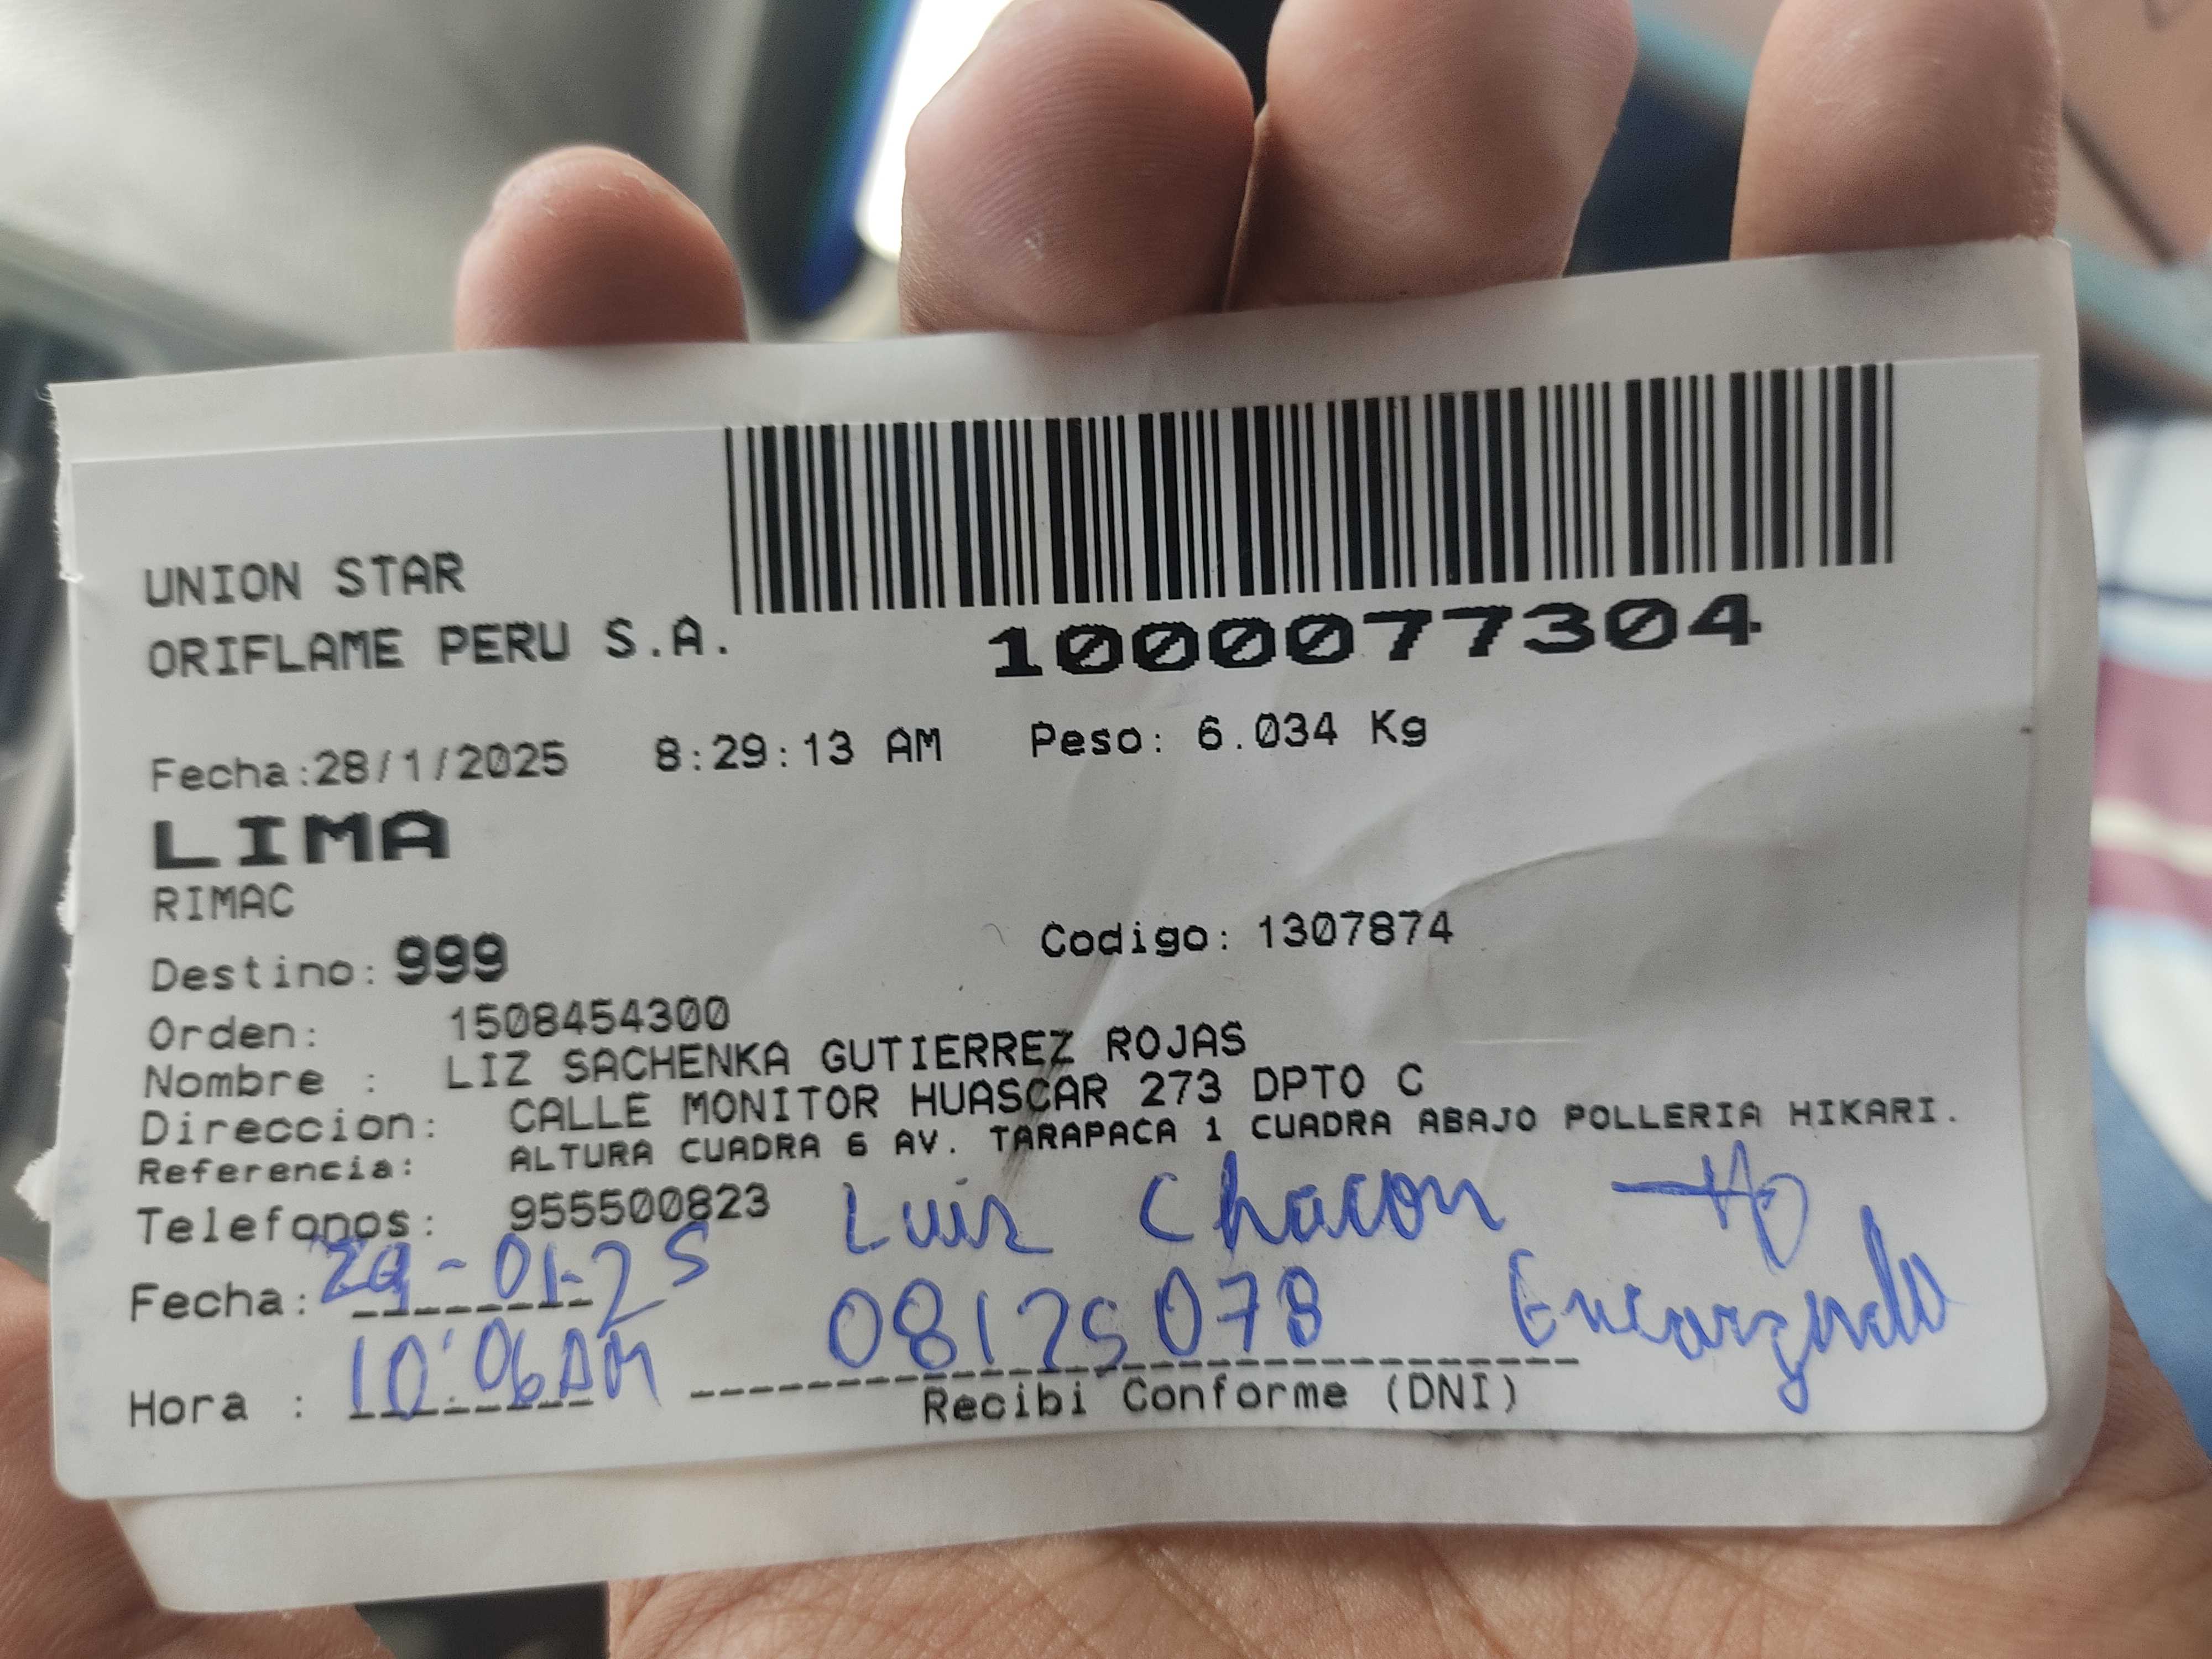 UNION STAR
ORIFLAME PERU S.A.
1000077304
Fecha:28/1/2025 8:29:13 AM Peso: 6.034 Kg
LIMA
RIMAC
Destino: 999 Codigo: 1307874
Orden: 1508454300
Nombre : LIZ SACHENKA GUTIERREZ ROJAS
Direccion: CALLE MONITOR HUASCAR 273 DPTO C
Referencia: ALTURA CUADRA 6 AV. TARAPACA 1 CUADRA ABAJO POLLERIA HIKARI.
Telefonos: 955500823 Luis Chacon
Fecha: 29-01-25 08125078 Encargado
Hora : 10:06AM
Recibi Conforme (DNI)